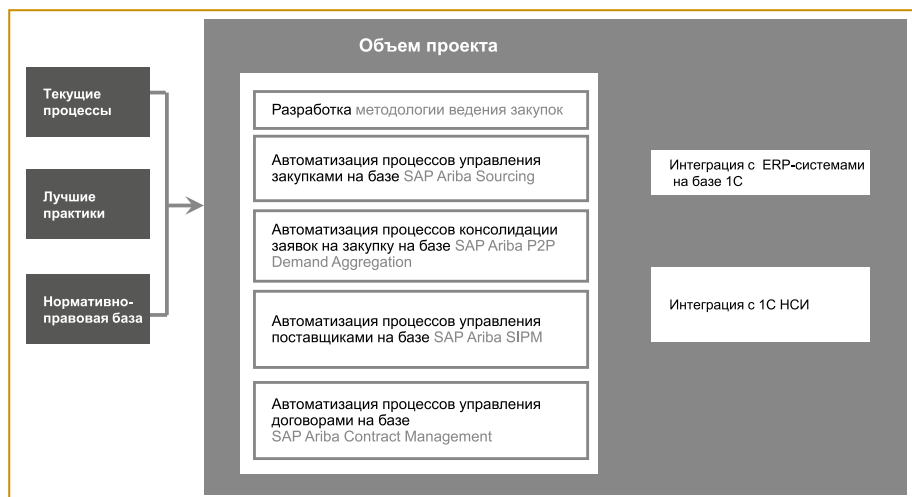 Объем проекта
Текущие
процессы
Лучшие
практики
Нормативно-
правовая база
Разработка методологии ведения закупок
Автоматизация процессов управления
закупками на базе SAP Ariba Sourcing
Автоматизация процессов консолидации
заявок на закупку на базе SAP Ariba P2P
Demand Aggregation
Автоматизация процессов управления
поставщиками на базе SAP Ariba SIPM
Автоматизация процессов управления
договорами на базе
SAP Ariba Contract Management
Интеграция с ERP-системами
на базе 1С
Интеграция с 1С НСИ